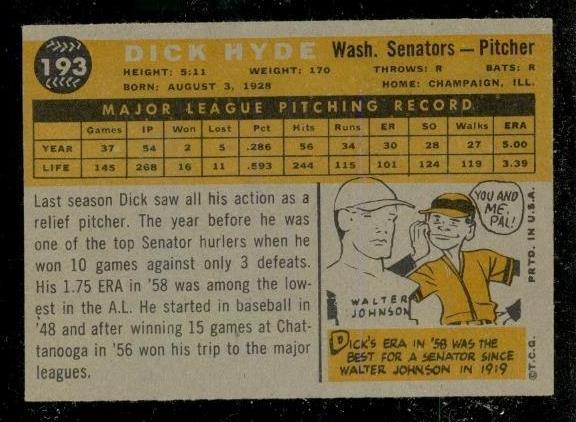 193
DICK HYDE
Wash. Senators — Pitcher
HEIGHT: 5:11 WEIGHT: 170 THROWS: R BATS: R
BORN: AUGUST 3, 1928 HOME: CHAMPAIGN, ILL.
MAJOR LEAGUE PITCHING RECORD
Games IP Won Lost Pct Hits Runs ER SO Walks ERA
YEAR 37 54 2 5 .286 56 34 30 28 27 5.00
LIFE 145 268 16 11 .593 244 115 101 124 119 3.39
Last season Dick saw all his action as a
relief pitcher. The year before he was
one of the top Senator hurlers when he
won 10 games against only 3 defeats.
His 1.75 ERA in '58 was among the low-
est in the A.L. He started in baseball in
'48 and after winning 15 games at Chat-
tanooga in '56 won his trip to the major
leagues.
YOU AND
ME,
PAL!
WALTER
JOHNSON
DICK'S ERA IN '58 WAS THE
BEST FOR A SENATOR SINCE
WALTER JOHNSON IN 1919
©T.C.G. PRTD. IN U.S.A.